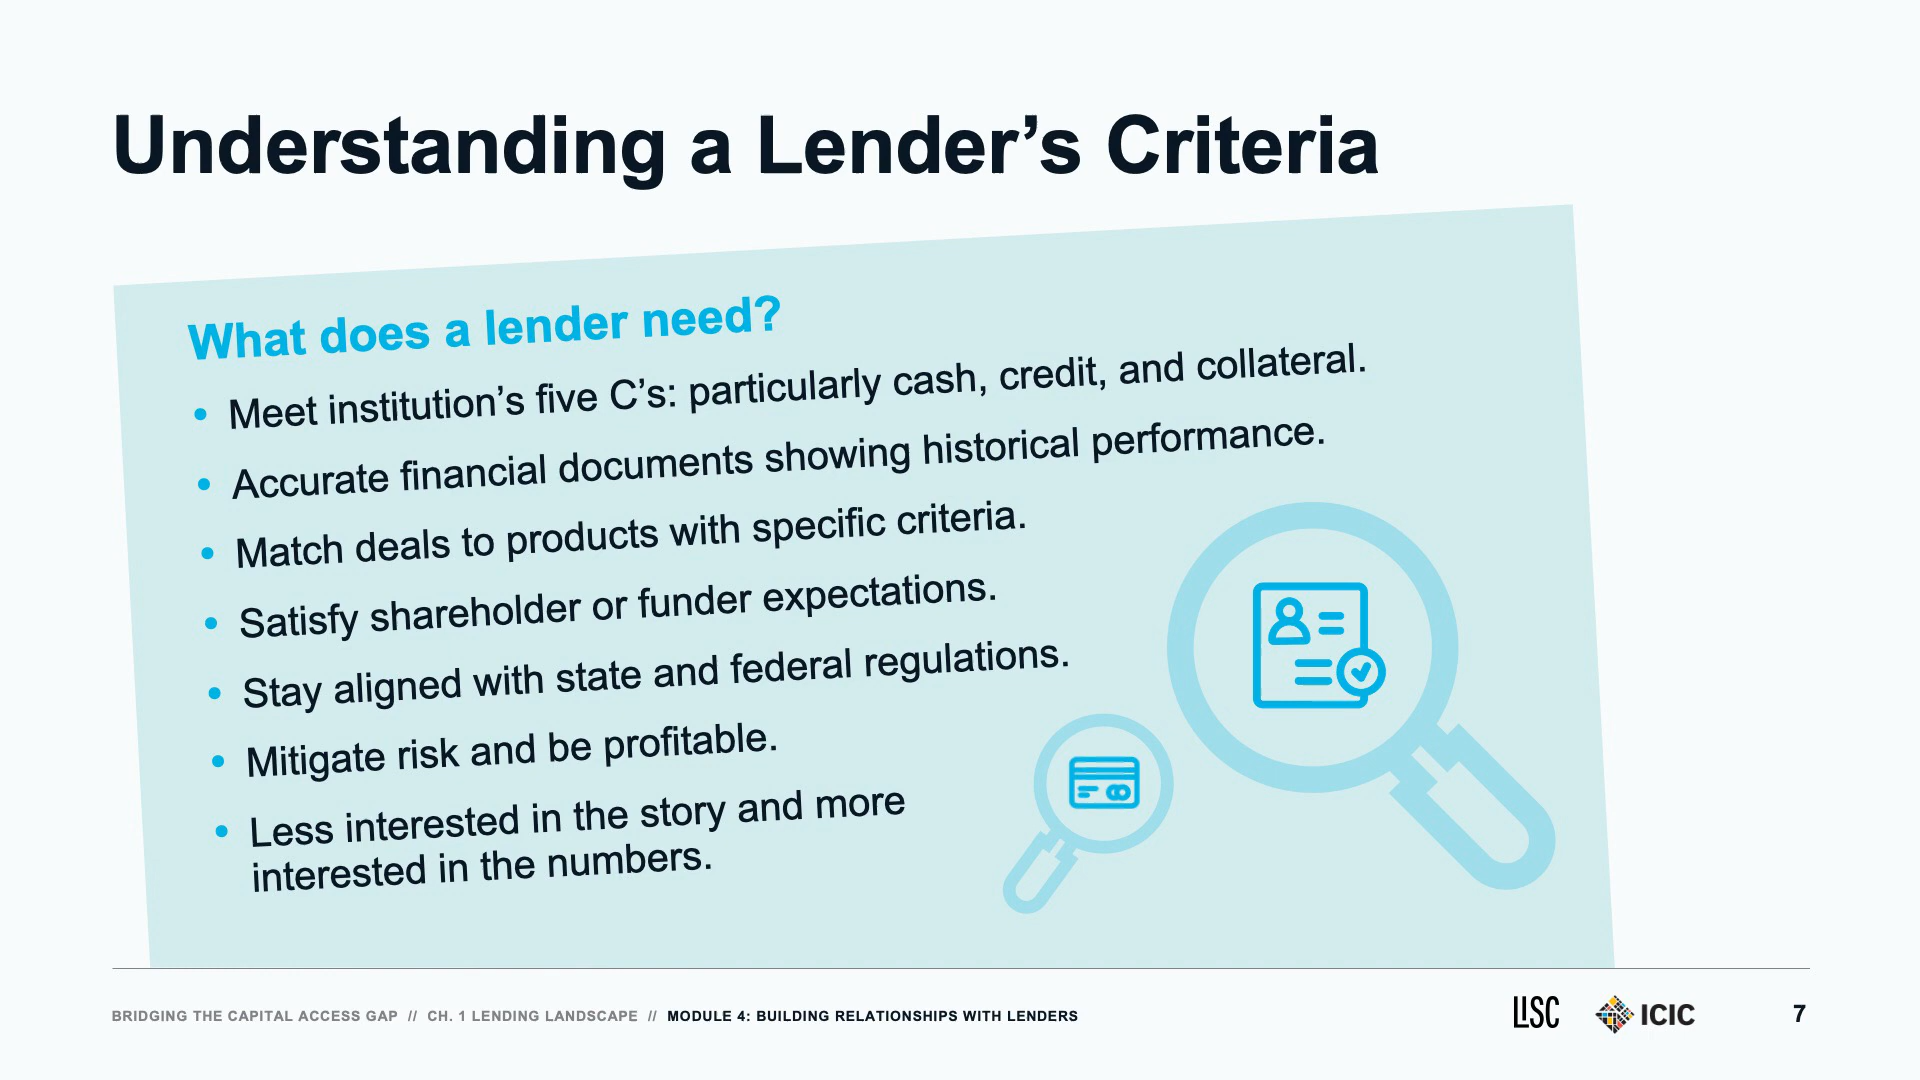 Understanding a Lender’s Criteria
What does a lender need?
• Meet institution’s five C’s: particularly cash, credit, and collateral.
• Accurate financial documents showing historical performance.
• Match deals to products with specific criteria.
• Satisfy shareholder or funder expectations.
• Stay aligned with state and federal regulations.
• Mitigate risk and be profitable.
• Less interested in the story and more
interested in the numbers.
BRIDGING THE CAPITAL ACCESS GAP // CH. 1 LENDING LANDSCAPE // MODULE 4: BUILDING RELATIONSHIPS WITH LENDERS
LISC ICIC 7